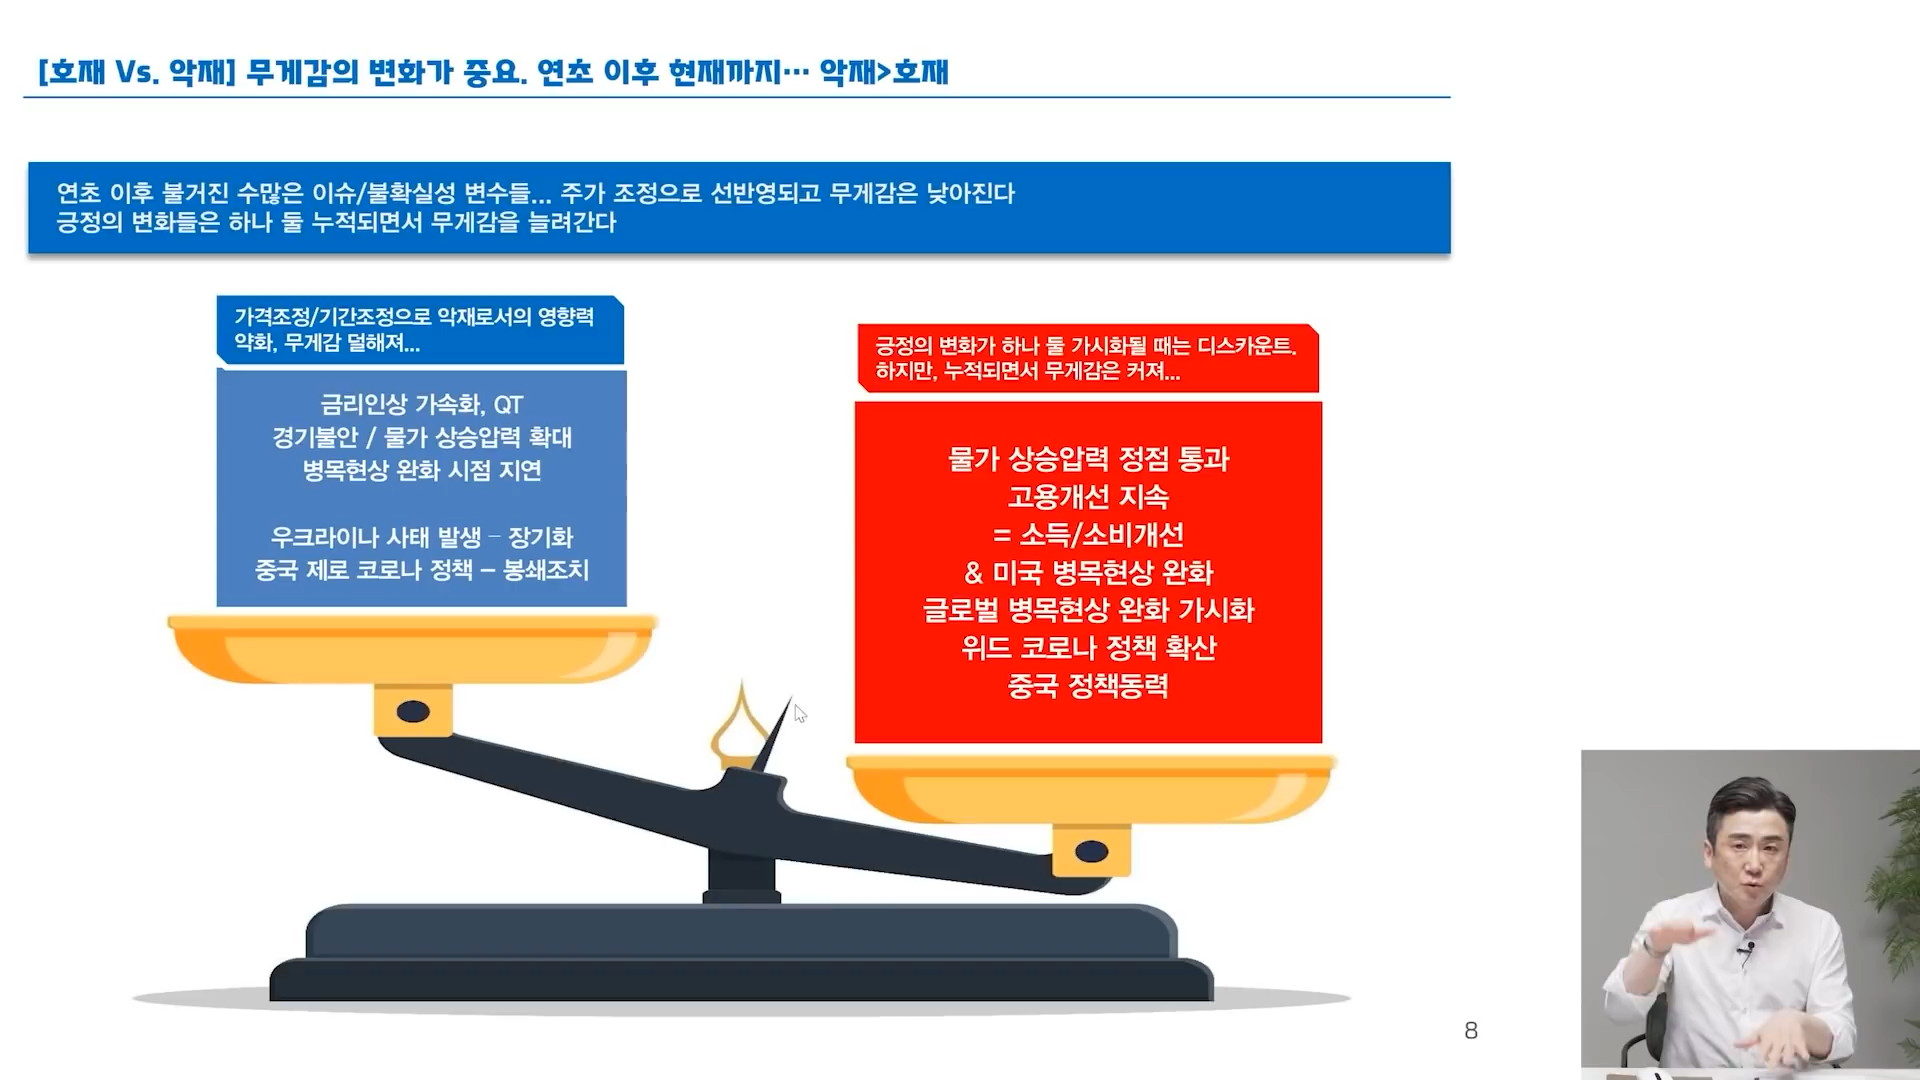 [호재 Vs. 악재] 무게감의 변화가 중요. 연초 이후 현재까지… 악재>호재
연초 이후 불거진 수많은 이슈/불확실성 변수들... 주가 조정으로 선반영되고 무게감은 낮아진다
긍정의 변화들은 하나 둘 누적되면서 무게감을 늘려간다
가격조정/기간조정으로 악재로서의 영향력
약화, 무게감 덜해져...
금리인상 가속화, QT
경기불안 / 물가 상승압력 확대
병목현상 완화 시점 지연
우크라이나 사태 발생 – 장기화
중국 제로 코로나 정책 – 봉쇄조치
긍정의 변화가 하나 둘 가시화될 때는 디스카운트.
하지만, 누적되면서 무게감은 커져...
물가 상승압력 정점 통과
고용개선 지속
= 소득/소비개선
& 미국 병목현상 완화
글로벌 병목현상 완화 가시화
위드 코로나 정책 확산
중국 정책동력
8